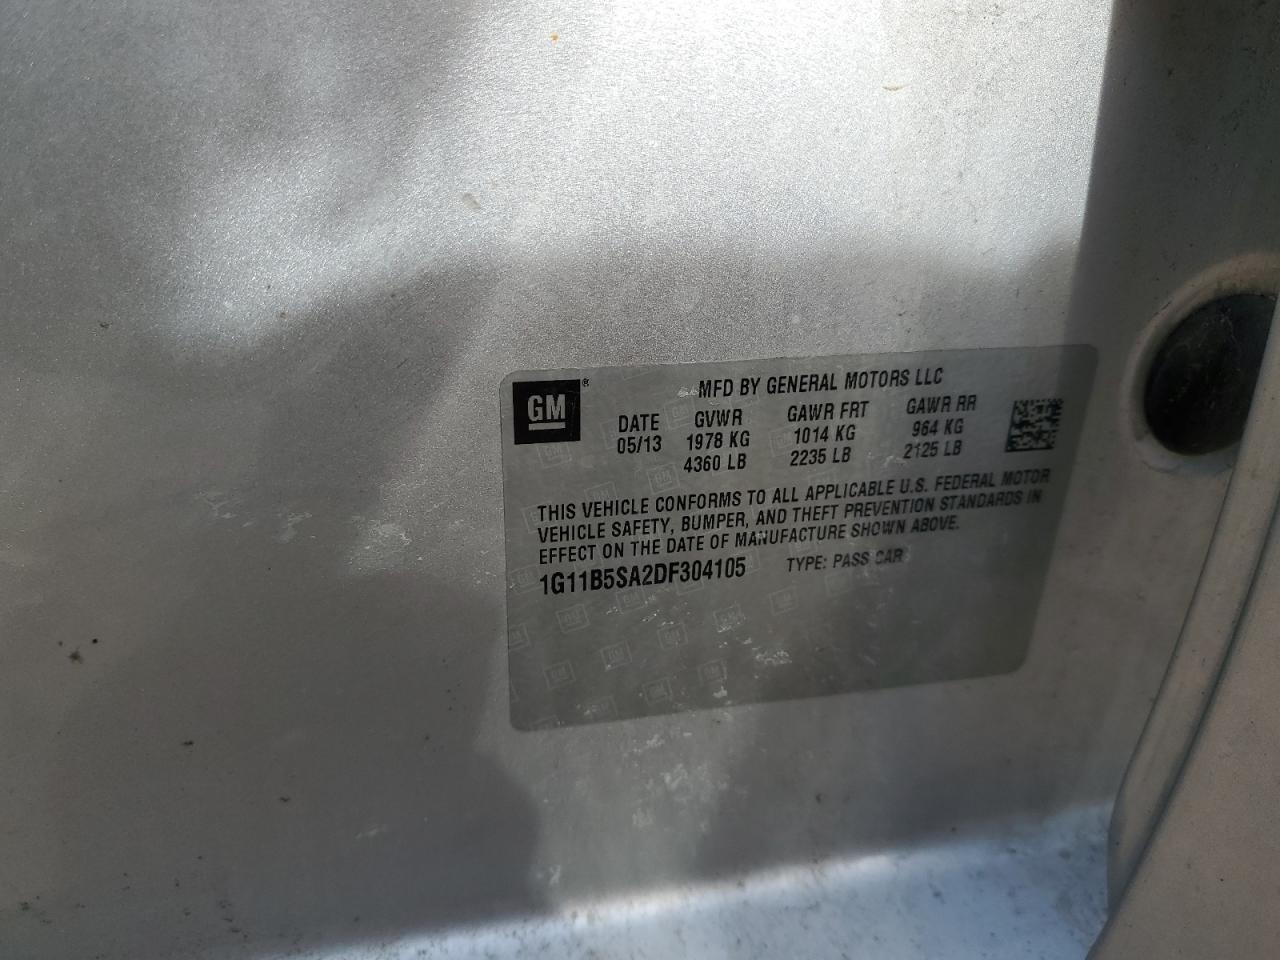 GM®
MFD BY GENERAL MOTORS LLC
DATE GVWR GAWR FRT GAWR RR
05/13 1978 KG 1014 KG 964 KG
4360 LB 2235 LB 2125 LB
THIS VEHICLE CONFORMS TO ALL APPLICABLE U.S. FEDERAL MOTOR
VEHICLE SAFETY, BUMPER, AND THEFT PREVENTION STANDARDS IN
EFFECT ON THE DATE OF MANUFACTURE SHOWN ABOVE.
1G11B5SA2DF304105 TYPE: PASS CAR